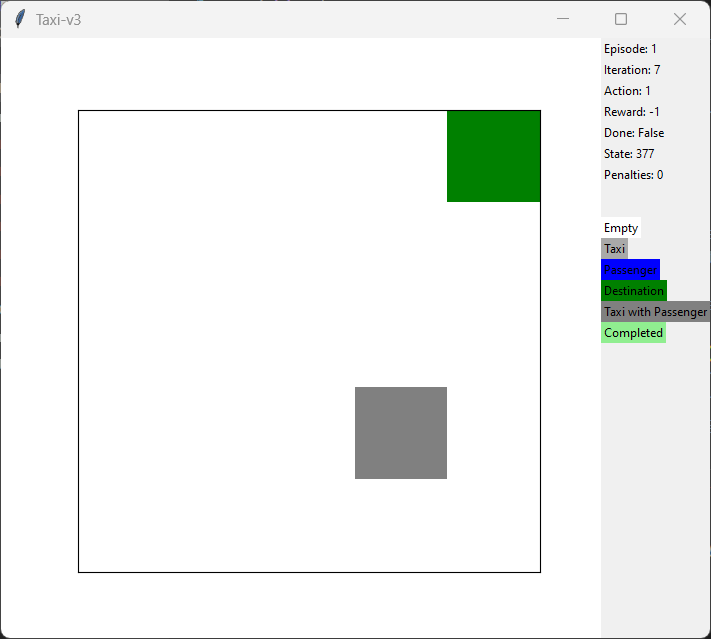 Taxi-v3
Episode: 1
Iteration: 7
Action: 1
Reward: -1
Done: False
State: 377
Penalties: 0
Empty
Taxi
Passenger
Destination
Taxi with Passenger
Completed